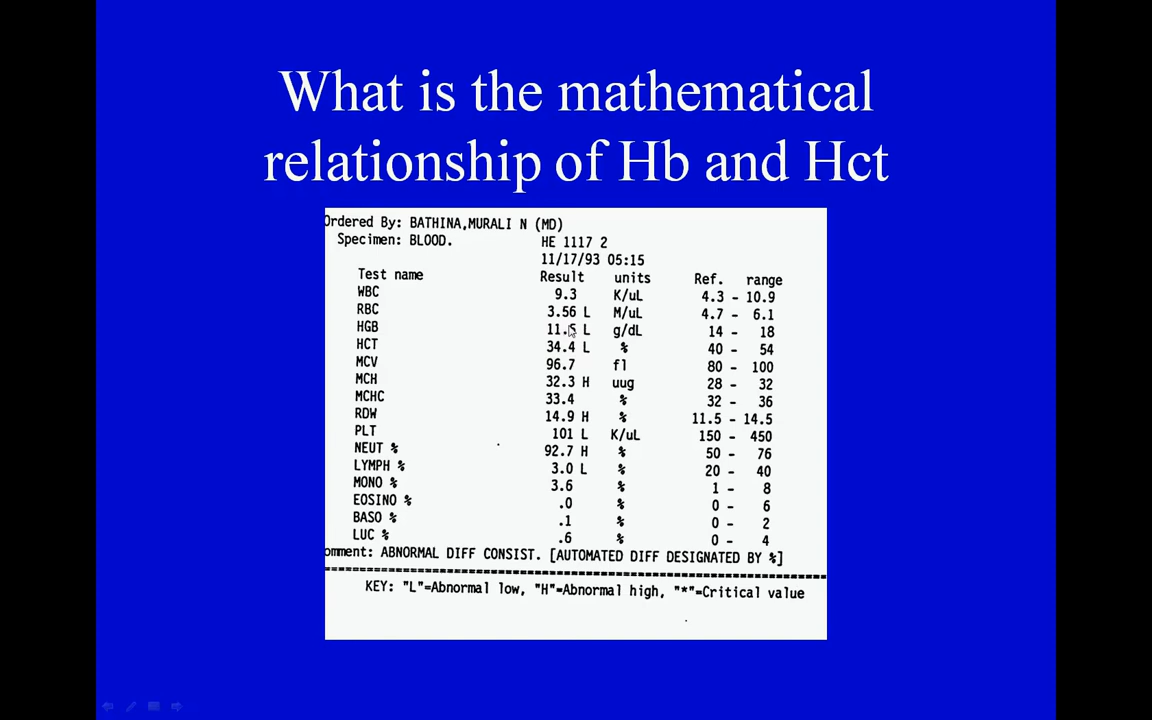 What is the mathematical
relationship of Hb and Hct
Ordered By: BATHINA,MURALI N (MD)
Specimen: BLOOD. HE 1117 2
11/17/93 05:15
Test name Result units Ref. range
WBC 9.3 K/uL 4.3 - 10.9
RBC 3.56 L M/uL 4.7 - 6.1
HGB 11.5 L g/dL 14 - 18
HCT 34.4 L % 40 - 54
MCV 96.7 fl 80 - 100
MCH 32.3 H uug 28 - 32
MCHC 33.4 % 32 - 36
RDW 14.9 H % 11.5 - 14.5
PLT 101 L K/uL 150 - 450
NEUT % 92.7 H % 50 - 76
LYMPH % 3.0 L % 20 - 40
MONO % 3.6 % 1 - 8
EOSINO % .0 % 0 - 6
BASO % .1 % 0 - 2
LUC % .6 % 0 - 4
omment: ABNORMAL DIFF CONSIST. [AUTOMATED DIFF DESIGNATED BY %]
KEY: "L"=Abnormal low, "H"=Abnormal high, "*"=Critical value